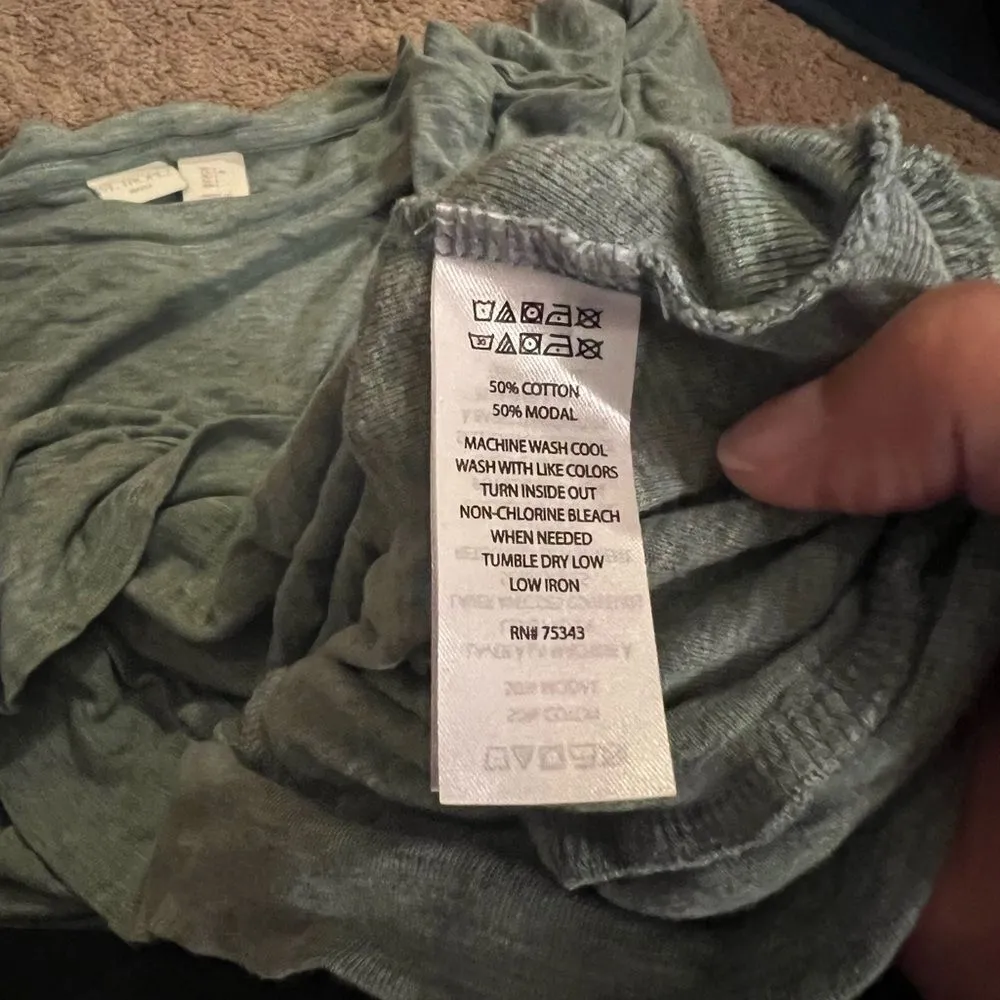 50% COTTON
50% MODAL
MACHINE WASH COOL
WASH WITH LIKE COLORS
TURN INSIDE OUT
NON-CHLORINE BLEACH
WHEN NEEDED
TUMBLE DRY LOW
LOW IRON
RN# 75343